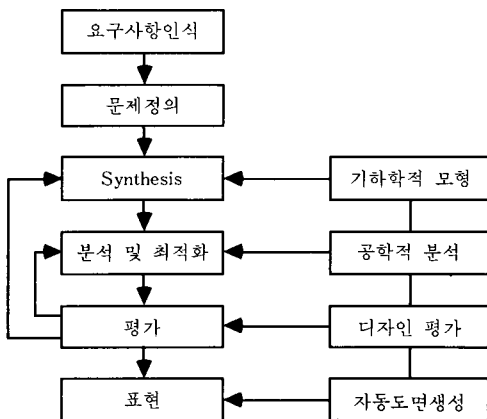 요구사항인식
문제정의
Synthesis
기하학적 모형
분석 및 최적화
공학적 분석
평가
디자인 평가
표현
자동도면생성